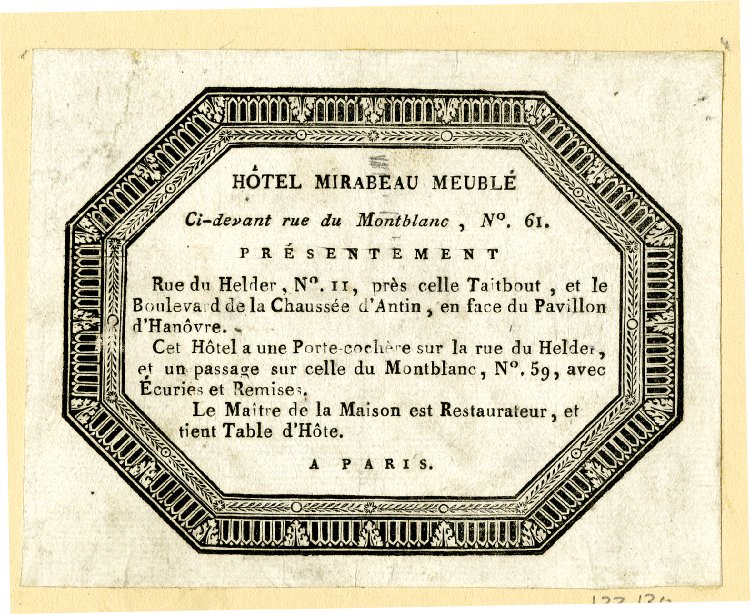 HÔTEL MIRABEAU MEUBLÉ
Ci-devant rue du Montblanc, Nº. 61.
PRÉSENTEMENT
Rue du Helder, Nº. 11, près celle Taitbout, et le
Boulevard de la Chaussée d'Antin, en face du Pavillon
d'Hanôvre.
Cet Hôtel a une Porte-cochère sur la rue du Helder,
et un passage sur celle du Montblanc, Nº. 59, avec
Écuries et Remises.
Le Maître de la Maison est Restaurateur, et
tient Table d'Hôte.
A PARIS.